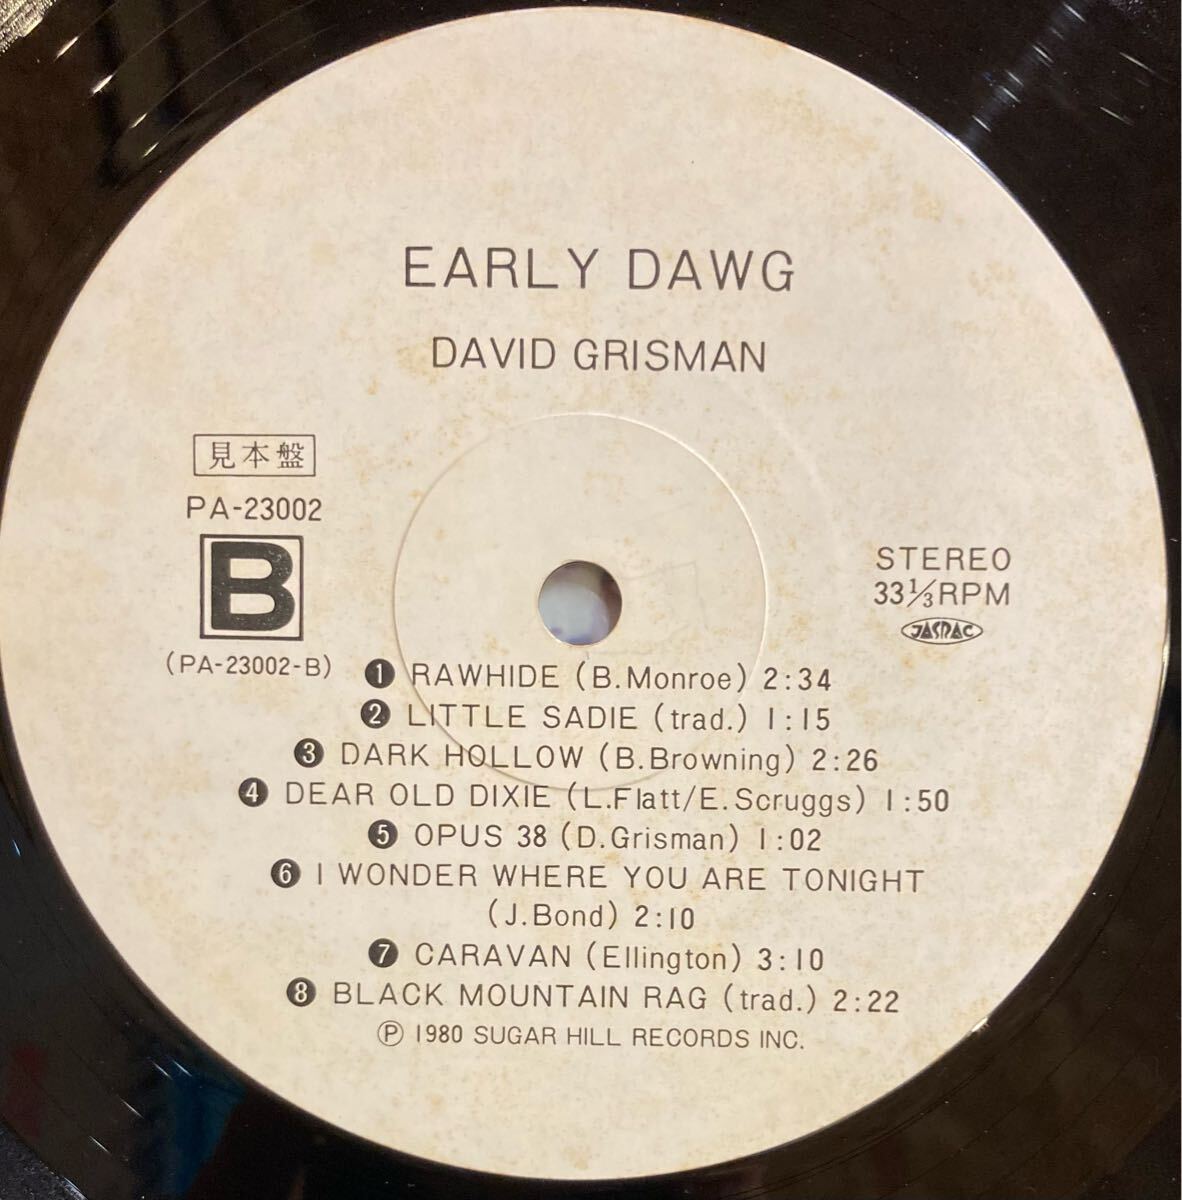 EARLY DAWG
DAVID GRISMAN
見本盤
PA-23002
B
(PA-23002-B)
STEREO
33⅓RPM
JASRAC
❶ RAWHIDE (B.Monroe) 2:34
❷ LITTLE SADIE (trad.) 1:15
❸ DARK HOLLOW (B.Browning) 2:26
❹ DEAR OLD DIXIE (L.Flatt/E.Scruggs) 1:50
❺ OPUS 38 (D.Grisman) 1:02
❻ I WONDER WHERE YOU ARE TONIGHT
(J.Bond) 2:10
❼ CARAVAN (Ellington) 3:10
❽ BLACK MOUNTAIN RAG (trad.) 2:22
Ⓟ 1980 SUGAR HILL RECORDS INC.